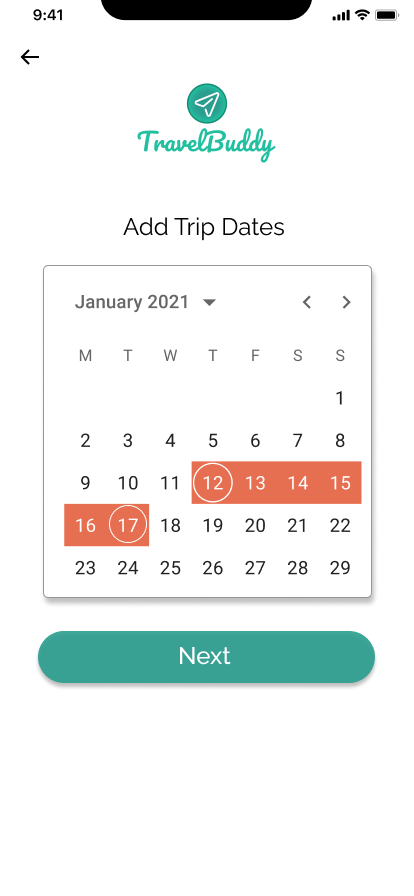 9:41
TravelBuddy
Add Trip Dates
January 2021
M T W T F S S
1
2 3 4 5 6 7 8
9 10 11 12 13 14 15
16 17 18 19 20 21 22
23 24 25 26 27 28 29
Next